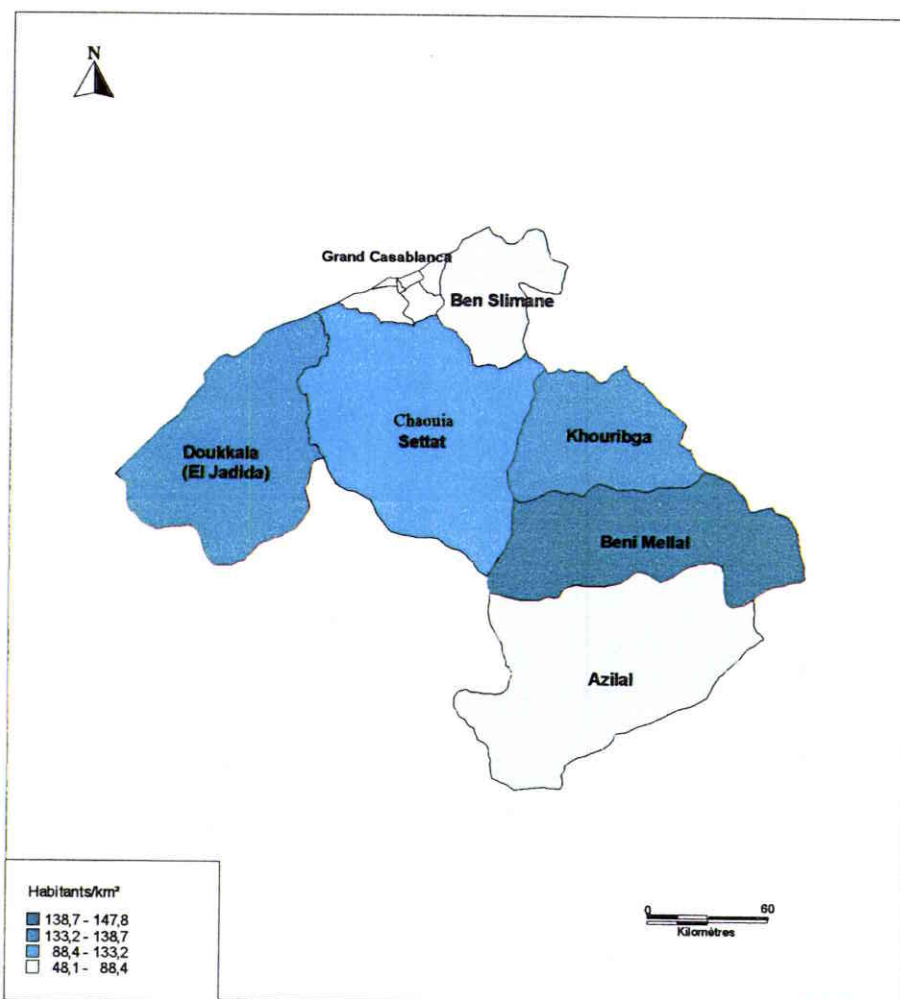 N
Grand Casablanca
Ben Slimane
Chaouia
Settat
Khouribga
Doukkala
(El Jadida)
Beni Mellal
Azilal
Habitants/km²
138,7 - 147,8
133,2 - 138,7
88,4 - 133,2
48,1 - 88,4
0 60
Kilomètres